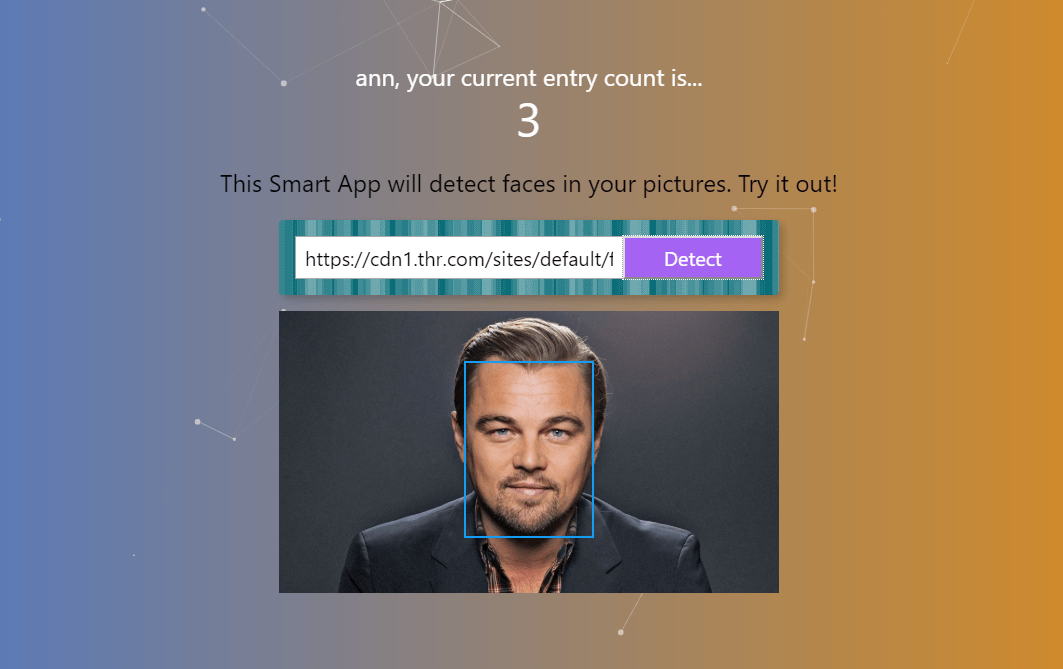 ann, your current entry count is...
3
This Smart App will detect faces in your pictures. Try it out!
https://cdn1.thr.com/sites/default/f
Detect